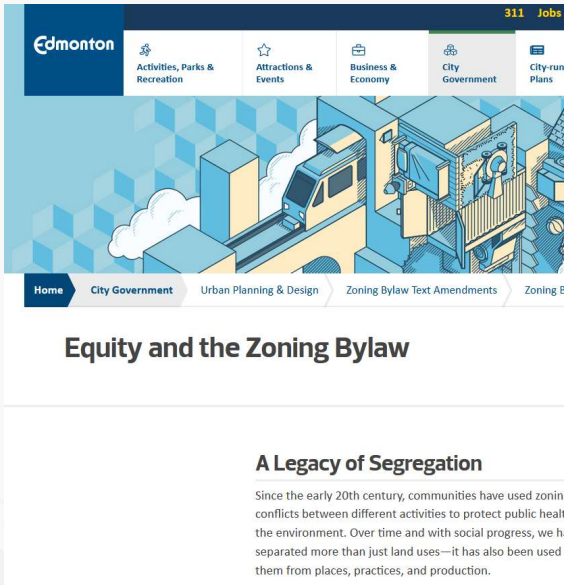 311 Jobs
Edmonton
Activities, Parks &
Recreation
Attractions &
Events
Business &
Economy
City
Government
City-run
Plans
Home
City Government
Urban Planning & Design
Zoning Bylaw Text Amendments
Zoning
Equity and the Zoning Bylaw
A Legacy of Segregation
Since the early 20th century, communities have used
conflicts between different activities to protect public
the environment. Over time and with social progress, we
separated more than just land uses—it has also been used
them from places, practices, and production.